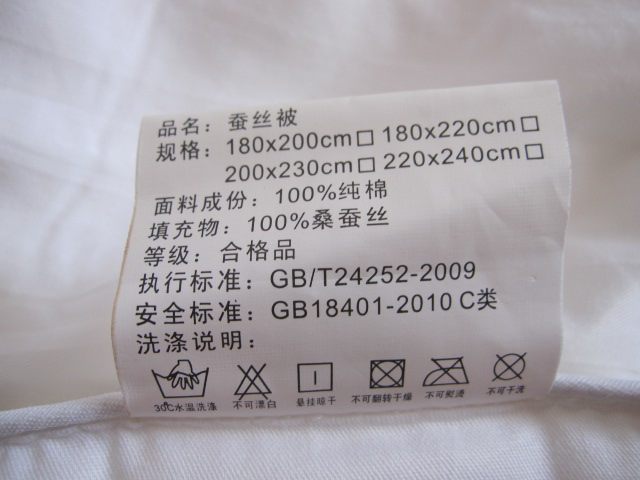 品名：蚕丝被
规格：180x200cm□ 180x220cm□
200x230cm□ 220x240cm□
面料成份：100%纯棉
填充物：100%桑蚕丝
等级：合格品
执行标准：GB/T24252-2009
安全标准：GB18401-2010 C类
洗涤说明：
30℃水温洗涤 不可漂白 悬挂晾干 不可翻转干燥 不可熨烫 不可干洗